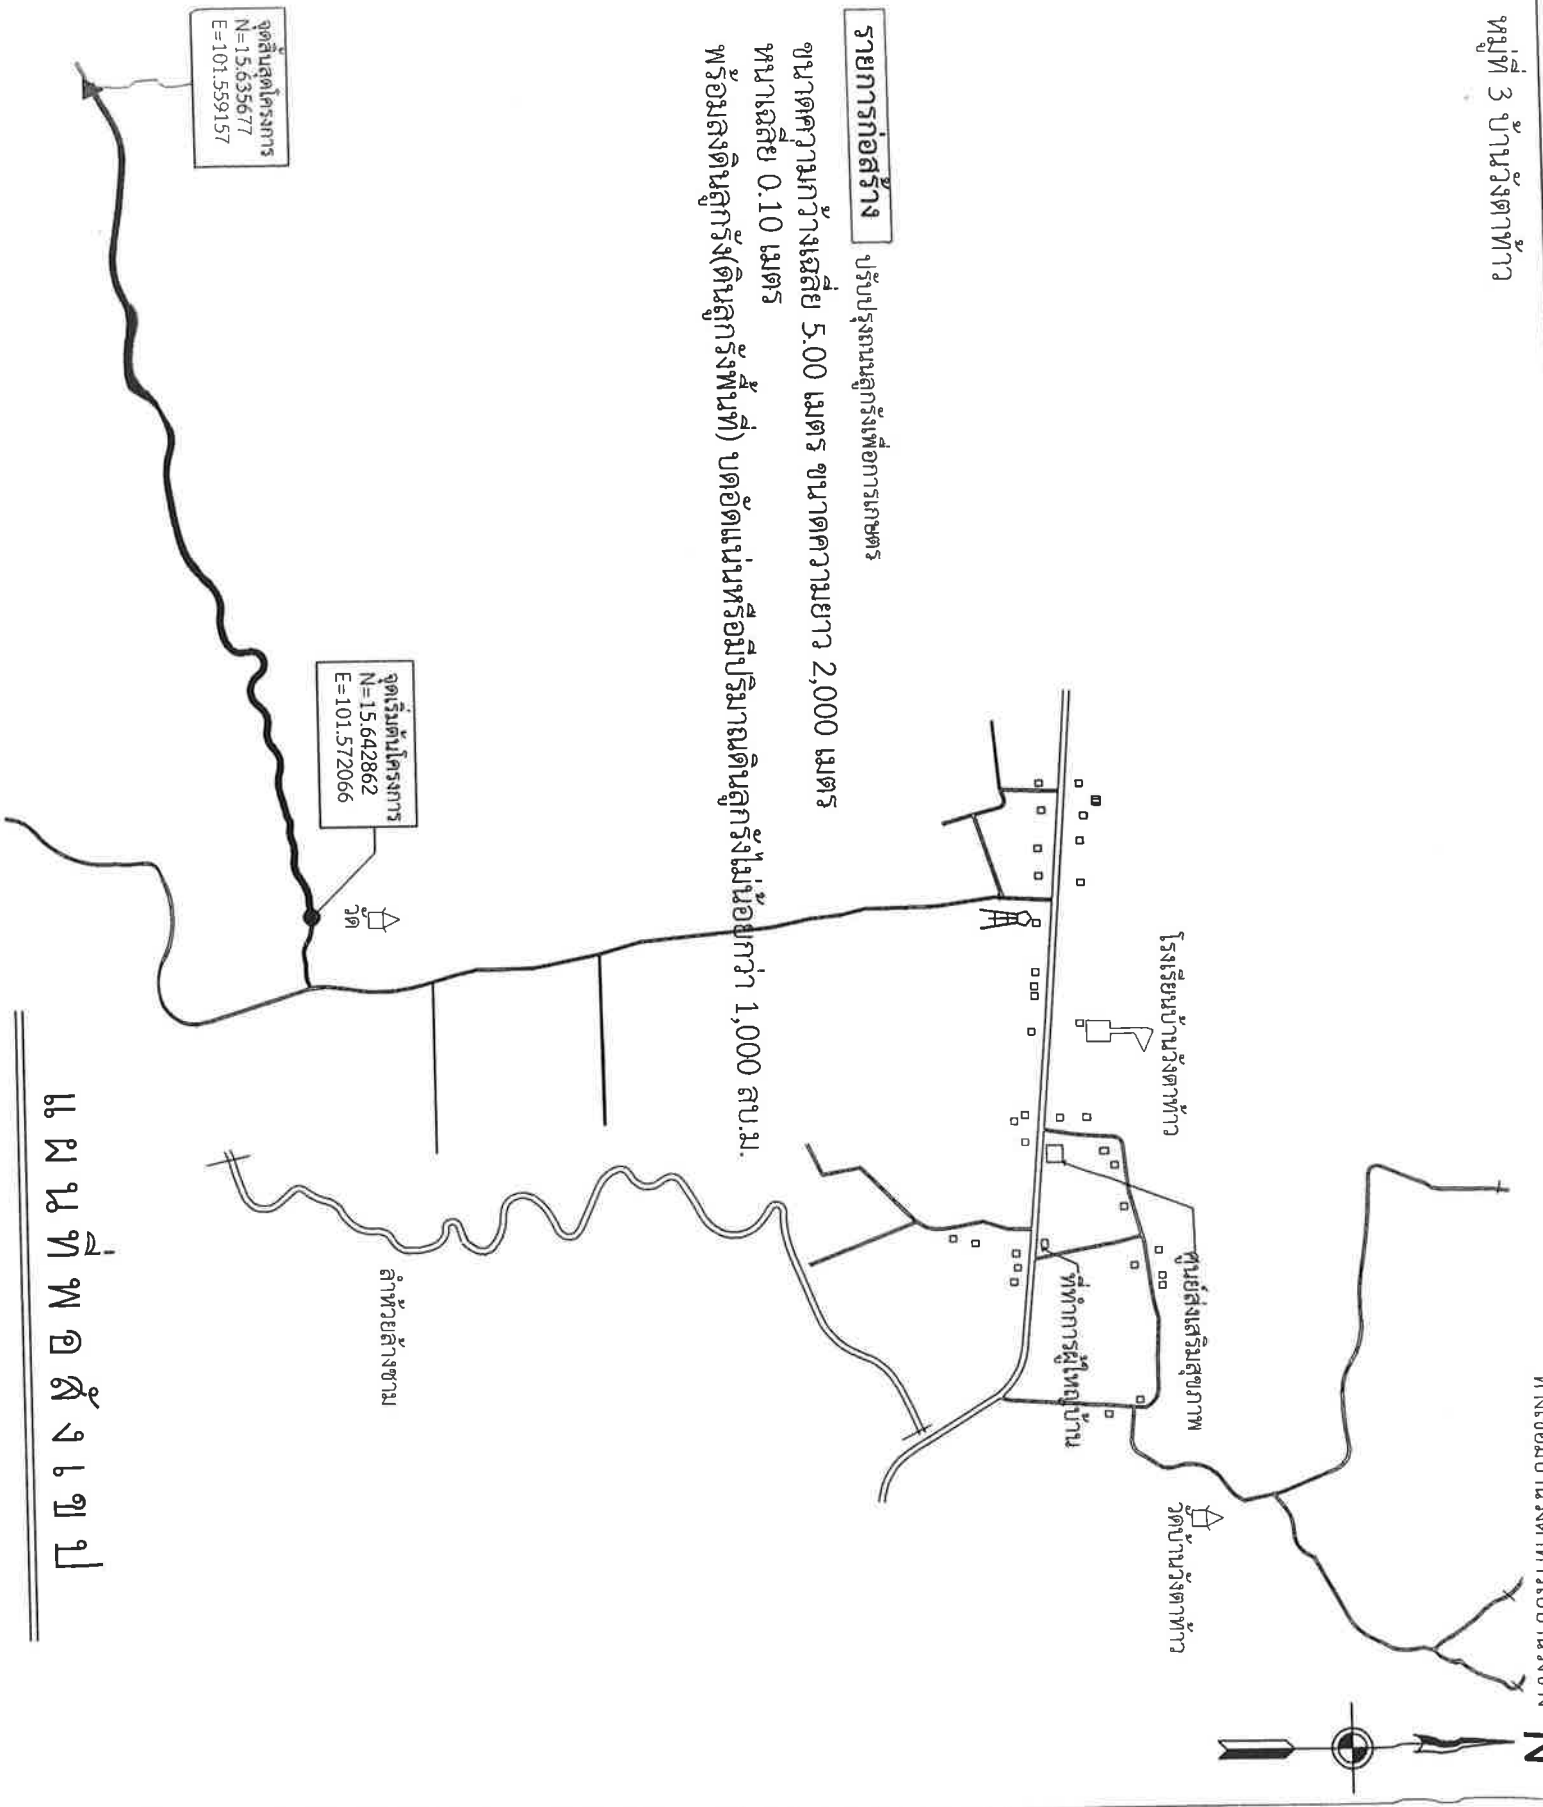 หมู่ที่ 3 บ้านวังตาท้าว
N
รายการก่อสร้าง
ปรับปรุงถนนลูกรังเพื่อการเกษตร
ขนาดความกว้างเฉลี่ย 5.00 เมตร ขนาดความยาว 2,000 เมตร
หนาเฉลี่ย 0.10 เมตร
พร้อมลงดินลูกรัง(ดินลูกรังพื้นที่) บดอัดแน่นหรือมีปริมาณดินลูกรังไม่น้อยกว่า 1,000 ลบ.ม.
โรงเรียนบ้านวังตาท้าว
ศูนย์ส่งเสริมสุขภาพ
ที่ทำการผู้ใหญ่บ้าน
วัดบ้านวังตาท้าว
จุดสิ้นสุดโครงการ
N=15.635677
E=101.559157
จุดเริ่มต้นโครงการ
N=15.642862
E=101.572066
วัด
ลำห้วยล้างชาม
แผนที่พอสังเขป